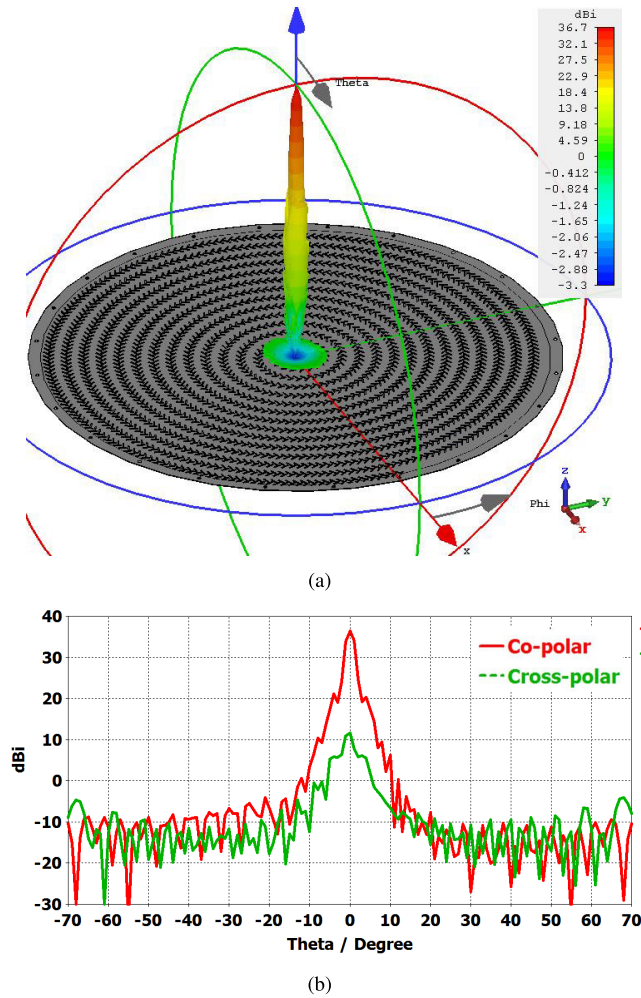 dBi
36.7
32.1
27.5
22.9
18.4
13.8
9.18
4.59
0
-0.412
-0.824
-1.24
-1.65
-2.06
-2.47
-2.88
-3.3
Theta
Phi
x
z
y
x
(a)
40
30
20
10
0
-10
-20
-30
dBi
Co-polar
Cross-polar
-70 -60 -50 -40 -30 -20 -10 0 10 20 30 40 50 60 70
Theta / Degree
(b)